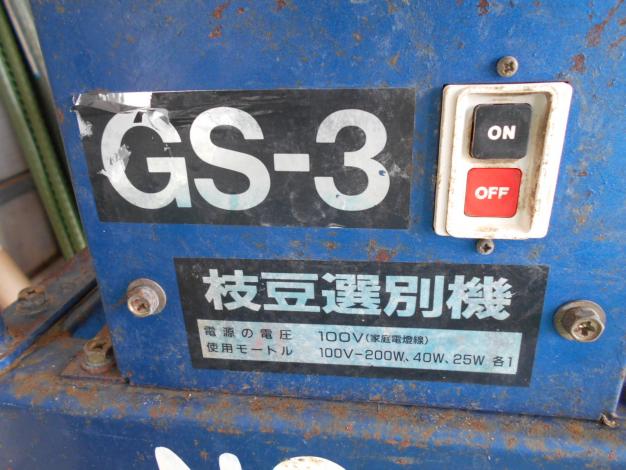 GS-3
ON
OFF
枝豆選別機
電源の電圧 100V(家庭電燈線)
使用モートル 100V-200W、40W、25W 各1